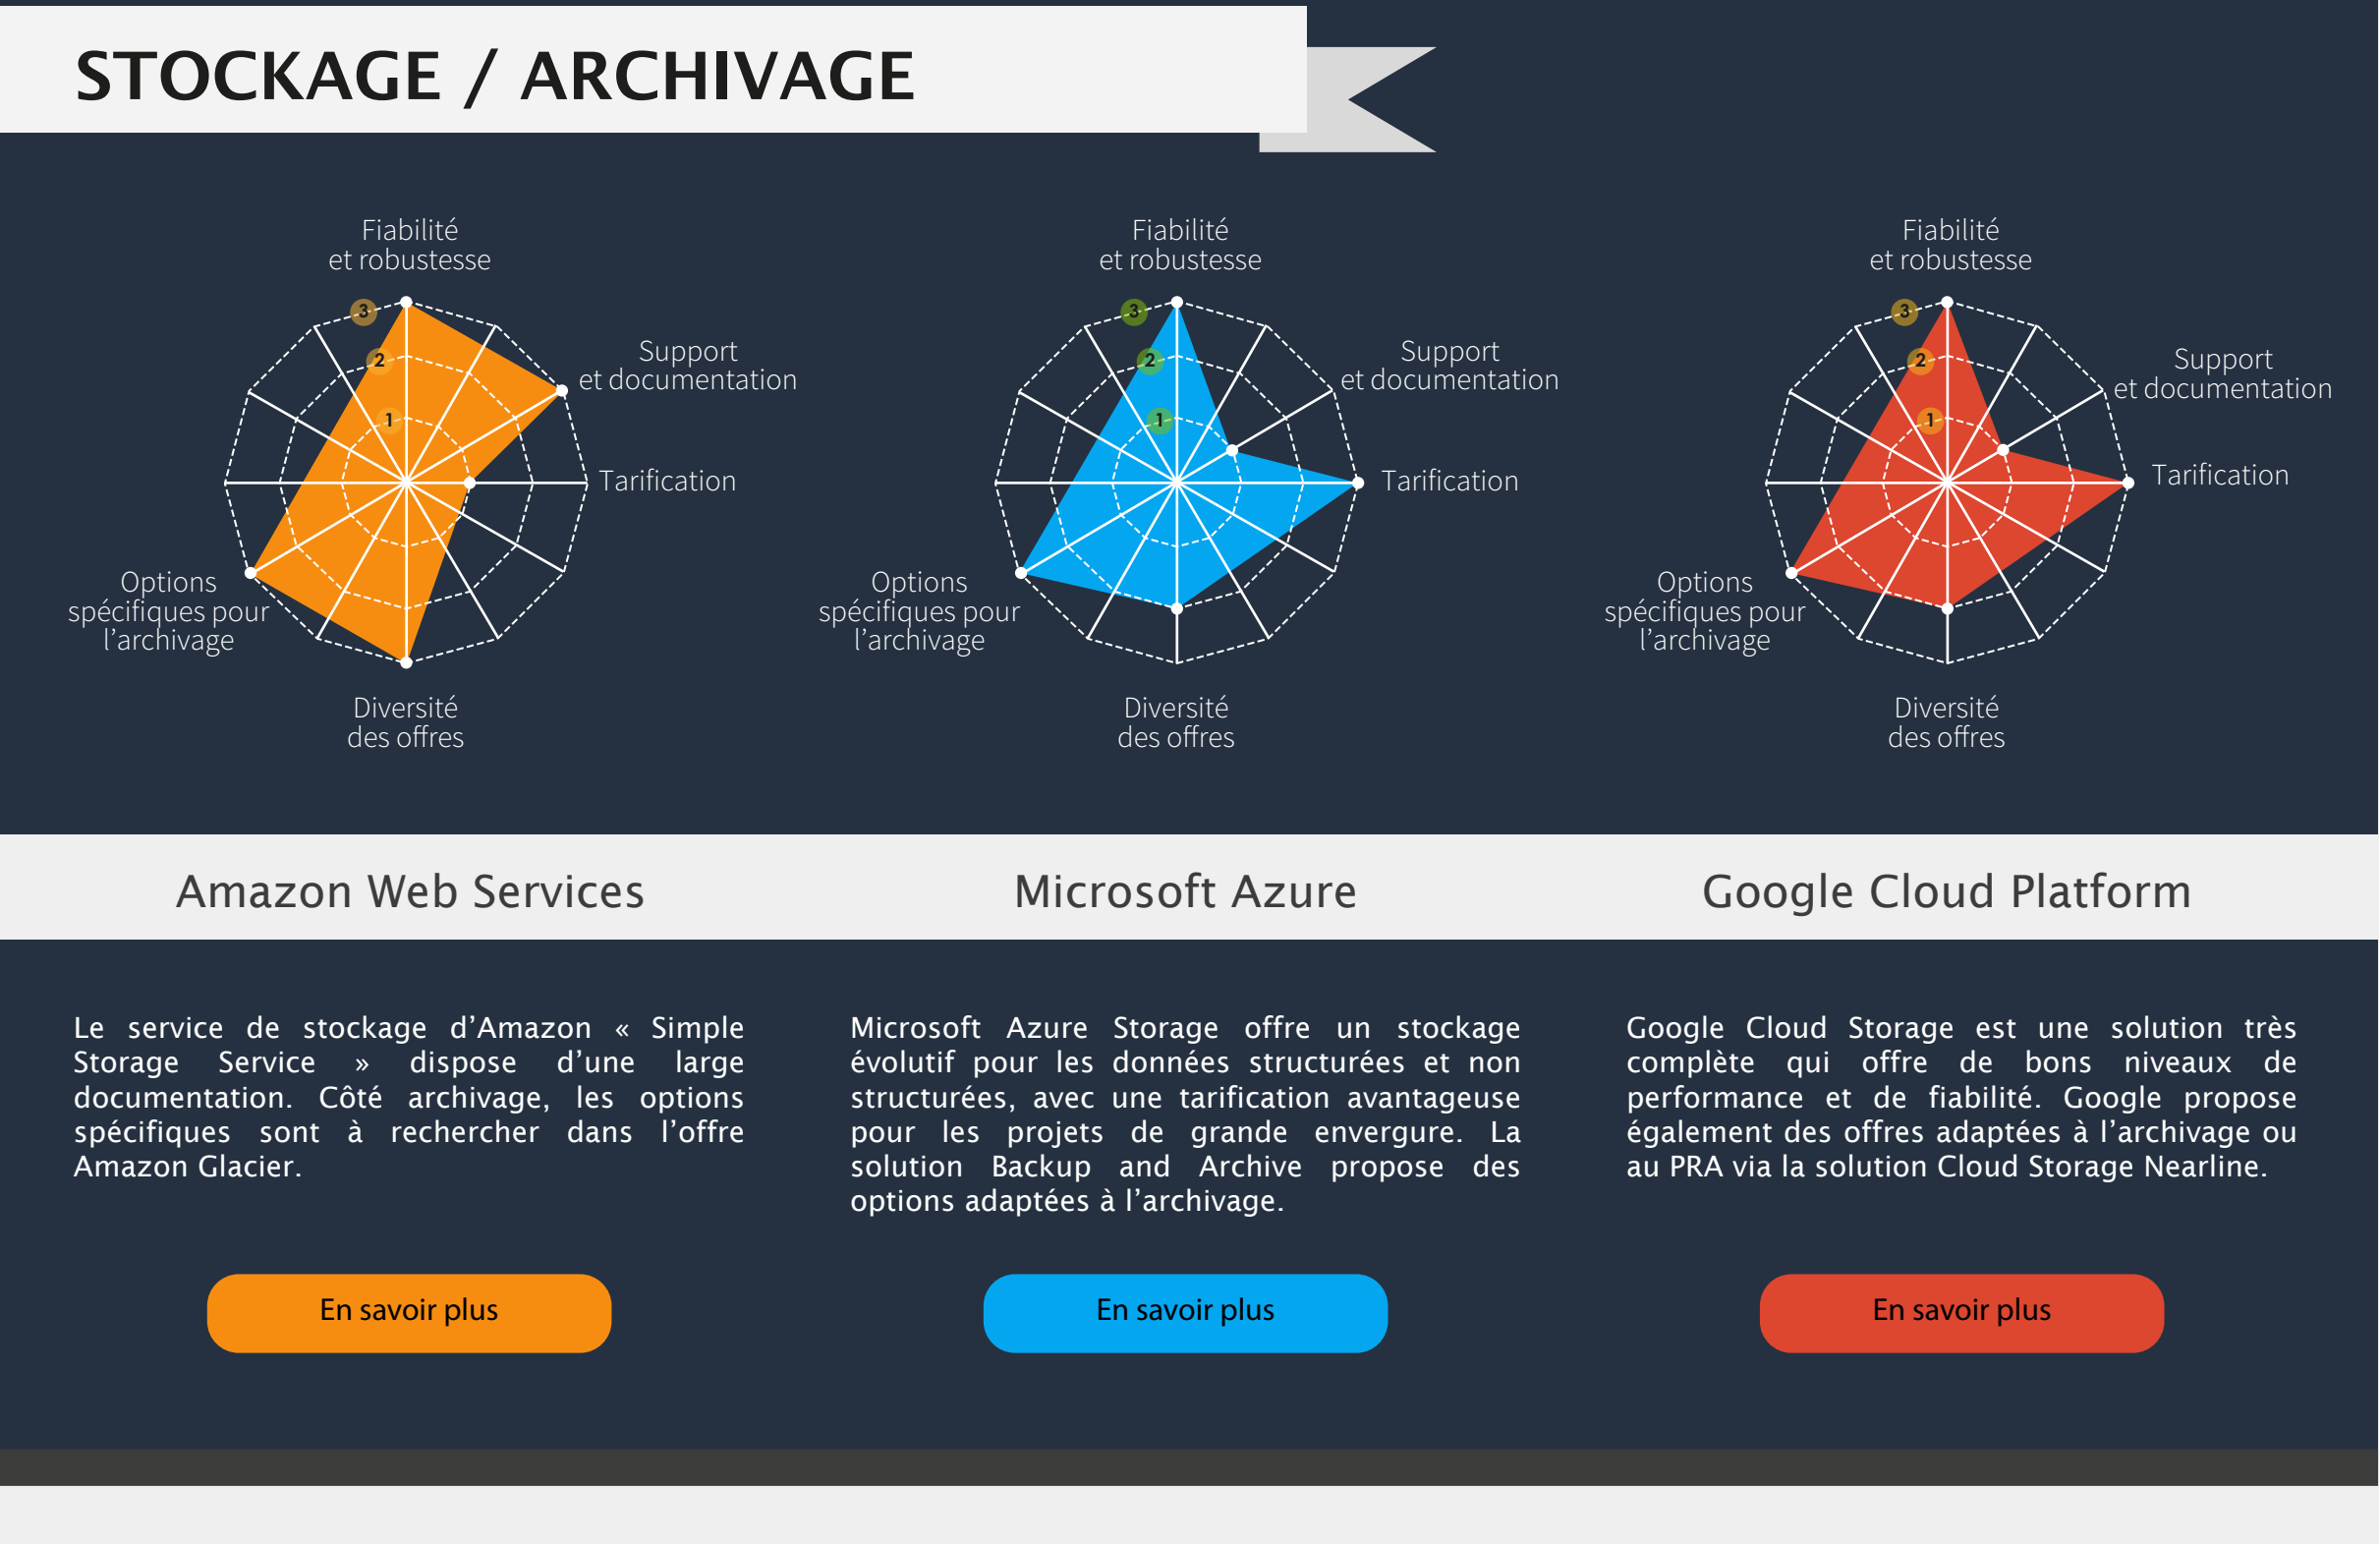 STOCKAGE / ARCHIVAGE
Fiabilité
et robustesse
3
2
1
Support
et documentation
Tarification
Options
spécifiques pour
l’archivage
Diversité
des offres
Fiabilité
et robustesse
3
2
1
Support
et documentation
Tarification
Options
spécifiques pour
l’archivage
Diversité
des offres
Fiabilité
et robustesse
3
2
1
Support
et documentation
Tarification
Options
spécifiques pour
l’archivage
Diversité
des offres
Amazon Web Services
Microsoft Azure
Google Cloud Platform
Le service de stockage d’Amazon « Simple
Storage Service » dispose d’une large
documentation. Côté archivage, les options
spécifiques sont à rechercher dans l’offre
Amazon Glacier.
Microsoft Azure Storage offre un stockage
évolutif pour les données structurées et non
structurées, avec une tarification avantageuse
pour les projets de grande envergure. La
solution Backup and Archive propose des
options adaptées à l’archivage.
Google Cloud Storage est une solution très
complète qui offre de bons niveaux de
performance et de fiabilité. Google propose
également des offres adaptées à l’archivage ou
au PRA via la solution Cloud Storage Nearline.
En savoir plus
En savoir plus
En savoir plus